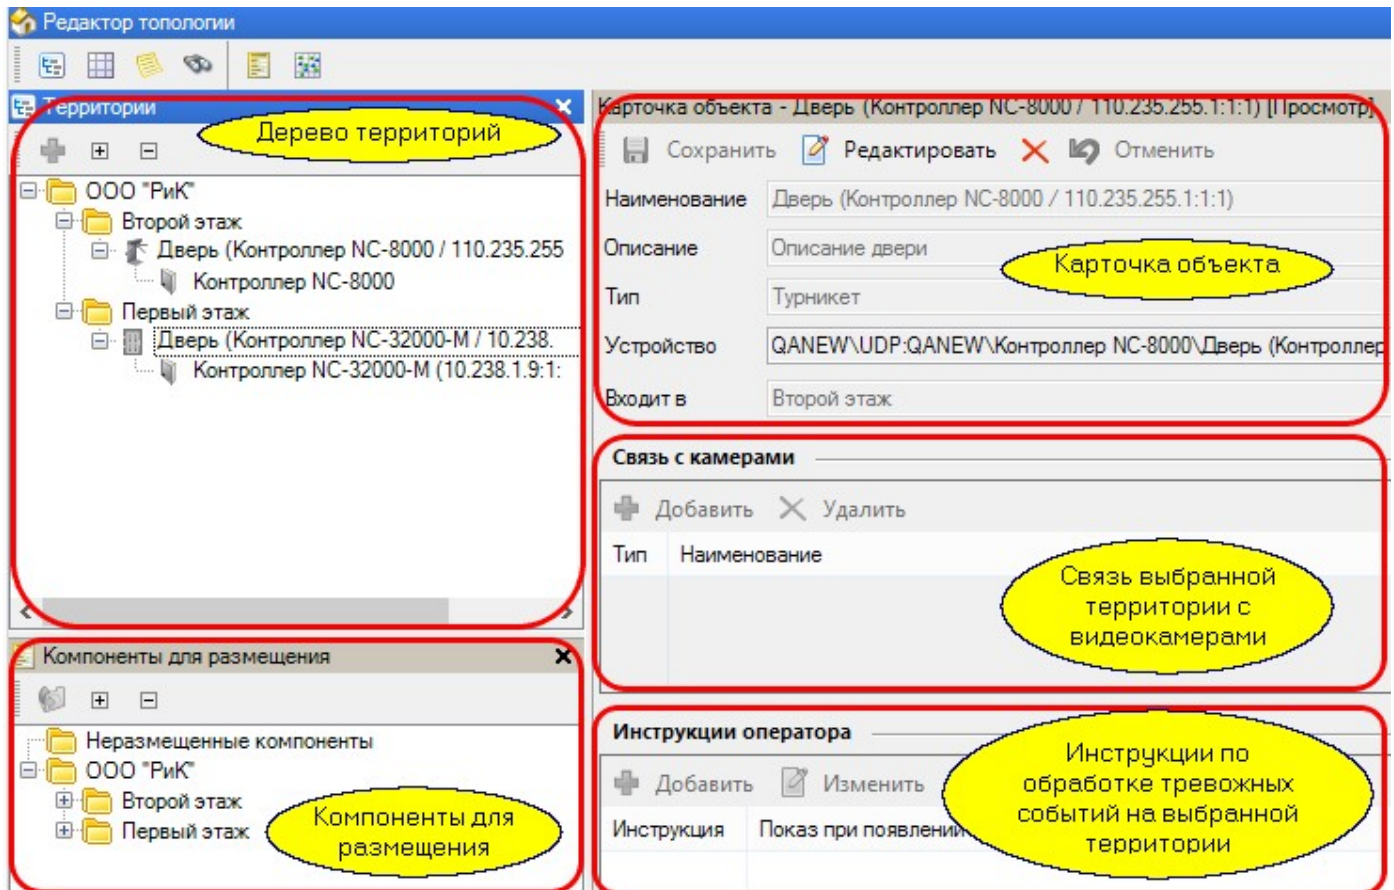 Редактор топологии
Территории
Дерево территорий
ООО "РиК"
Второй этаж
Дверь (Контроллер NC-8000 / 110.235.255
Контроллер NC-8000
Первый этаж
Дверь (Контроллер NC-32000-M / 10.238.
Контроллер NC-32000-M (10.238.1.9:1:
Компоненты для размещения
Неразмещенные компоненты
ООО "РиК"
Второй этаж
Первый этаж
Компоненты для
размещения
Карточка объекта - Дверь (Контроллер NC-8000 / 110.235.255.1:1:1) [Просмотр]
Сохранить Редактировать Отменить
Наименование Дверь (Контроллер NC-8000 / 110.235.255.1:1:1)
Описание Описание двери
Карточка объекта
Тип Турникет
Устройство QANEW\UDP:QANEW\Контроллер NC-8000\Дверь (Контроллер
Входит в Второй этаж
Связь с камерами
Добавить Удалить
Тип Наименование
Связь выбранной
территории с
видеокамерами
Инструкции оператора
Добавить Изменить
Инструкция Показ при появлении
Инструкции по
обработке тревожных
событий на выбранной
территории